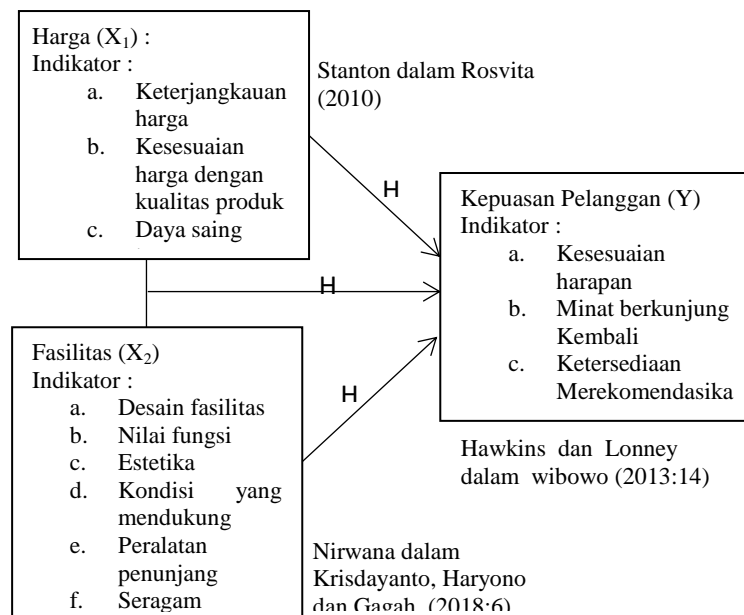 Harga (X₁) :
Indikator :
a. Keterjangkauan
harga
b. Kesesuaian
harga dengan
kualitas produk
c. Daya saing
Stanton dalam Rosvita
(2010)
H
H
H
Kepuasan Pelanggan (Y)
Indikator :
a. Kesesuaian
harapan
b. Minat berkunjung
Kembali
c. Ketersediaan
Merekomendasika
Hawkins dan Lonney
dalam wibowo (2013:14)
Fasilitas (X₂)
Indikator :
a. Desain fasilitas
b. Nilai fungsi
c. Estetika
d. Kondisi yang
mendukung
e. Peralatan
penunjang
f. Seragam
Nirwana dalam
Krisdayanto, Haryono
dan Gagah (2018:6)